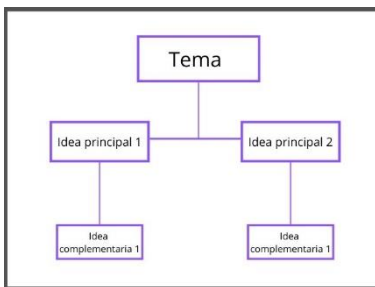 Tema
Idea principal 1
Idea principal 2
Idea
complementaria 1
Idea
complementaria 1